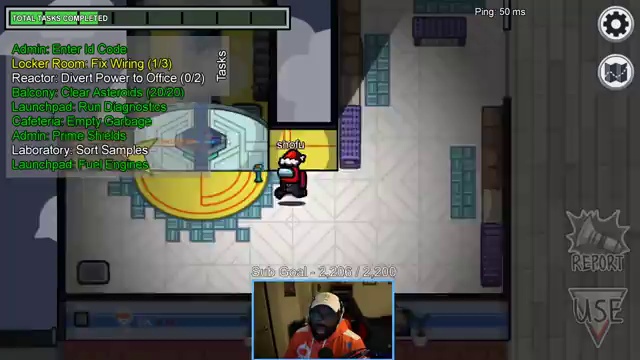 TOTAL TASKS COMPLETED
Ping: 50 ms
Tasks
Admin: Enter Id Code
Locker Room: Fix Wiring (1/3)
Reactor: Divert Power to Office (0/2)
Balcony: Clear Asteroids (20/20)
Launchpad: Run Diagnostics
Cafeteria: Empty Garbage
Admin: Prime Shields
Laboratory: Sort Samples
Launchpad: Fuel Engines
shofu
REPORT
USE
Sub Goal - 2,206 / 2,200